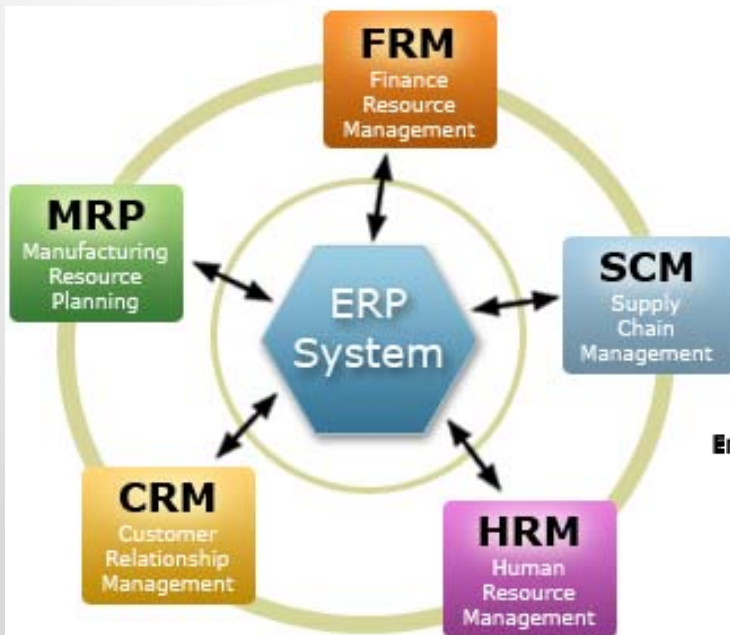 FRM
Finance
Resource
Management
MRP
Manufacturing
Resource
Planning
ERP
System
SCM
Supply
Chain
Management
CRM
Customer
Relationship
Management
HRM
Human
Resource
Management